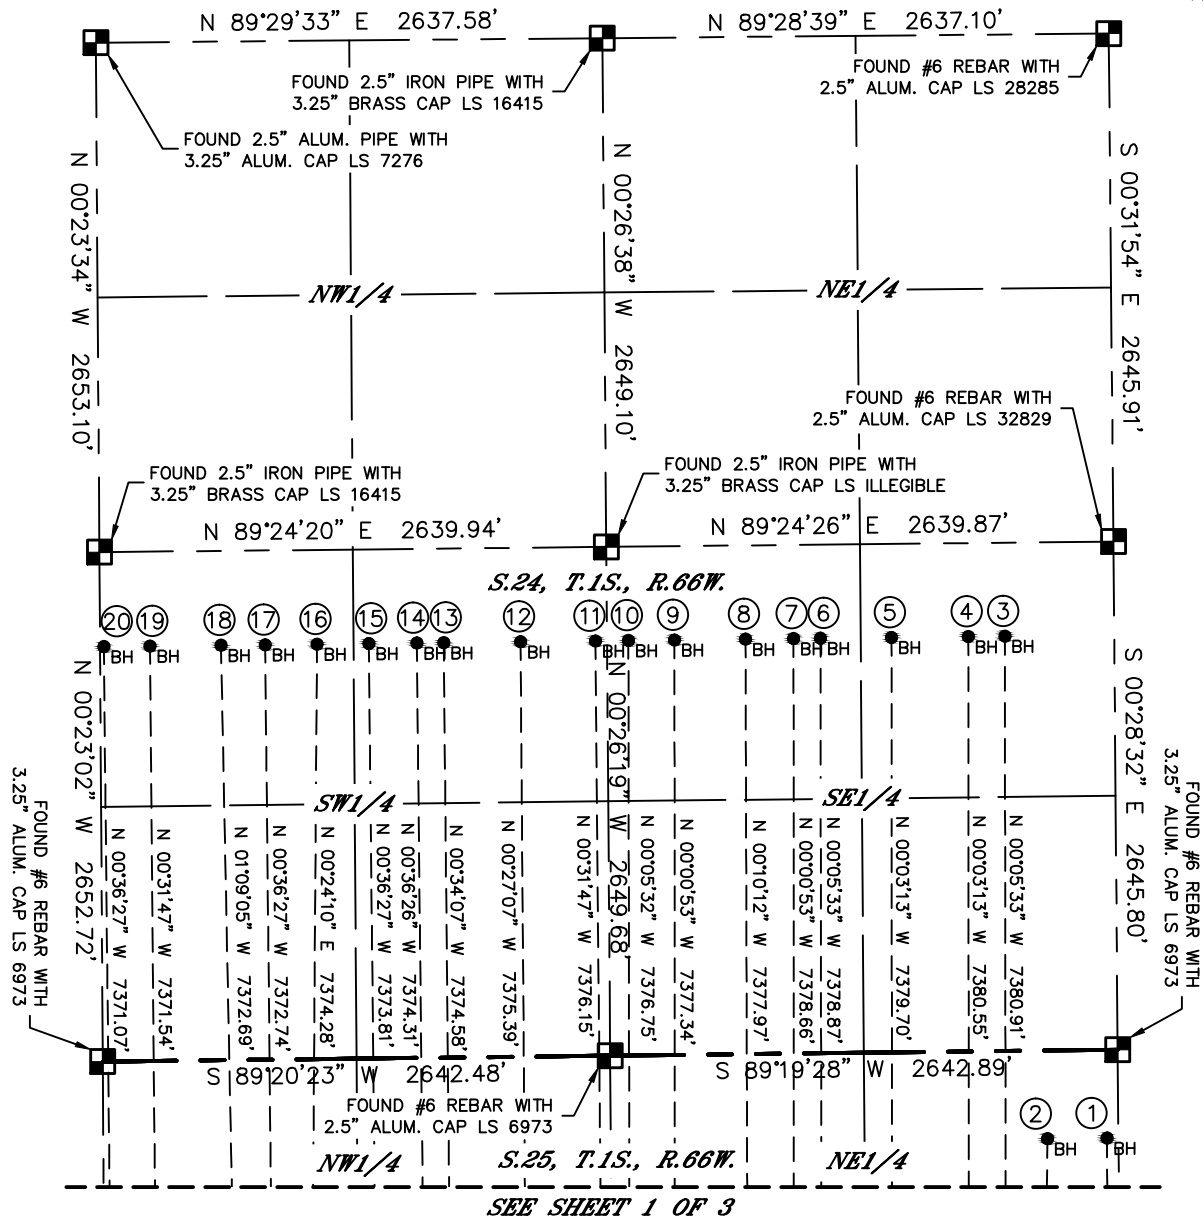 N 89°29'33" E 2637.58'
N 89°28'39" E 2637.10'
FOUND 2.5" IRON PIPE WITH
3.25" BRASS CAP LS 16415
FOUND #6 REBAR WITH
2.5" ALUM. CAP LS 28285
FOUND 2.5" ALUM. PIPE WITH
3.25" ALUM. CAP LS 7276
N 00°23'34" W 2653.10'
N 00°26'38" W 2649.10'
S 00°31'54" E 2645.91'
NW1/4
NE1/4
FOUND #6 REBAR WITH
2.5" ALUM. CAP LS 32829
FOUND 2.5" IRON PIPE WITH
3.25" BRASS CAP LS 16415
FOUND 2.5" IRON PIPE WITH
3.25" BRASS CAP LS ILLEGIBLE
N 89°24'20" E 2639.94'
N 89°24'26" E 2639.87'
S.24, T.1S., R.66W.
20 19 18 17 16 15 14 13 12 11 10 9 8 7 6 5 4 3
BH BH BH BH BH BH BH BH BH BH BH BH BH BH BH BH BH BH
N 00°23'02" W 2652.72'
N 00°26'19" W 2649.68'
S 00°28'32" E 2645.80'
SW1/4
SE1/4
FOUND #6 REBAR WITH
3.25" ALUM. CAP LS 6973
N 00°36'27" W 7371.07'
N 00°31'47" W 7371.54'
N 01°09'05" W 7372.69'
N 00°36'27" W 7372.74'
N 00°24'10" E 7374.28'
N 00°36'27" W 7373.81'
N 00°36'26" W 7374.31'
N 00°34'07" W 7374.58'
N 00°27'07" W 7375.39'
N 00°31'47" W 7376.15'
N 00°05'32" W 7376.75'
N 00°00'53" W 7377.34'
N 00°10'12" W 7377.97'
N 00°00'53" W 7378.66'
N 00°05'33" W 7378.87'
N 00°03'13" W 7379.70'
N 00°03'13" W 7380.55'
N 00°05'33" W 7380.91'
FOUND #6 REBAR WITH
3.25" ALUM. CAP LS 6973
S 89°20'23" W 2642.48'
S 89°19'28" W 2642.89'
FOUND #6 REBAR WITH
2.5" ALUM. CAP LS 6973
2 1
BH BH
NW1/4
S.25, T.1S., R.66W.
NE1/4
SEE SHEET 1 OF 3